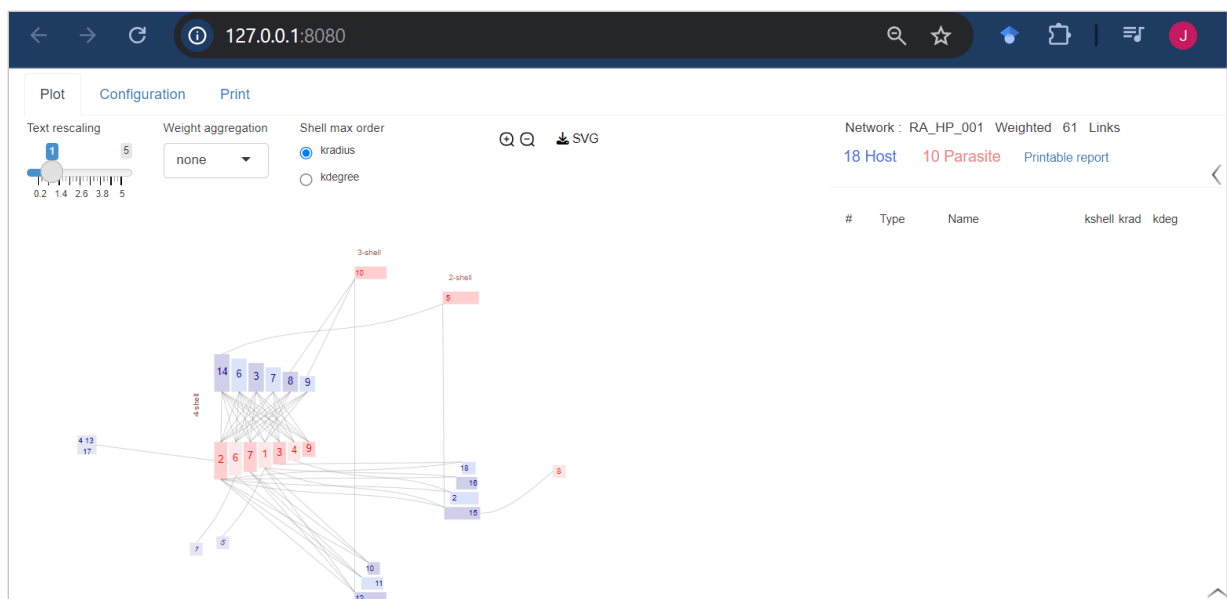 127.0.0.1:8080
J
Plot Configuration Print
Text rescaling
1 5
0.2 1.4 2.6 3.8 5
Weight aggregation
none
Shell max order
kradius
kdegree
SVG
Network : RA_HP_001 Weighted 61 Links
18 Host 10 Parasite Printable report
# Type Name kshell krad kdeg
3-shell
10
2-shell
5
14 6 3 7 8 9
4-shell
2 6 7 1 3 4 9
4 13
17
18
16
2
15
8
1
5
10
11
12